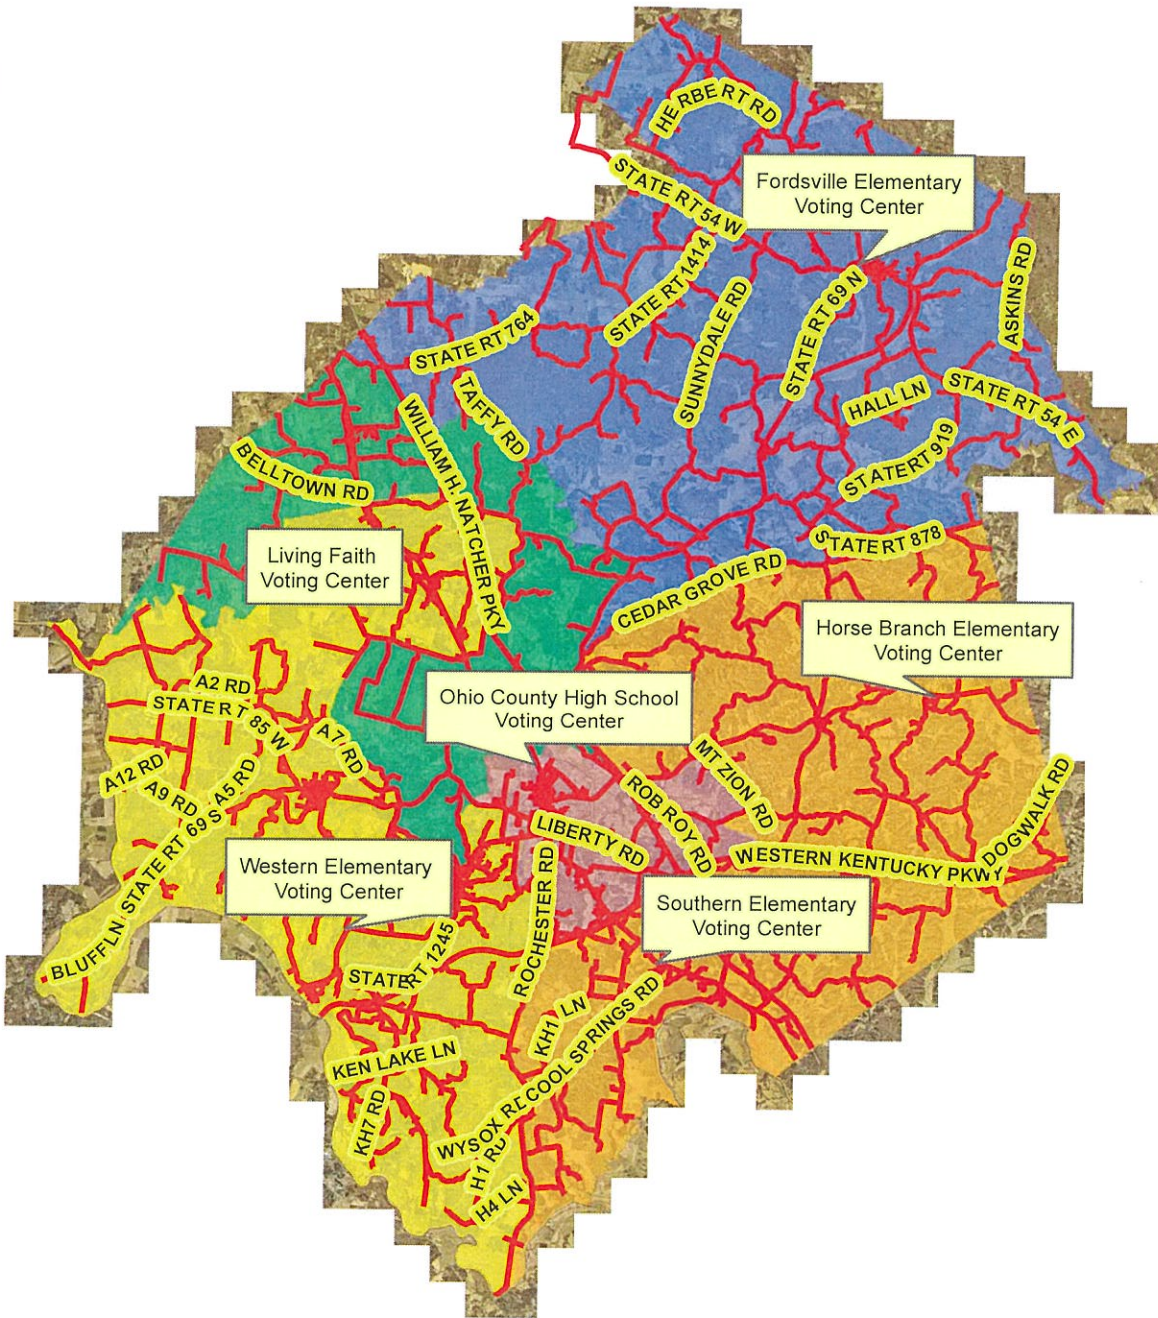 HERBERT RD
Fordsville Elementary
Voting Center
STATE RT 54 W
STATE RT 1414
ASKINS RD
SUNNYDALE RD
STATE RT 69 N
STATE RT 764
TAFFY RD
HALL LN
STATE RT 54 E
WILLIAM H. NATCHER PKY
BELLTOWN RD
STATE RT 919
STATE RT 878
Living Faith
Voting Center
CEDAR GROVE RD
Horse Branch Elementary
Voting Center
A2 RD
STATE RT 85 W
A7 RD
Ohio County High School
Voting Center
A12 RD
A9 RD
A5 RD
STATE RT 69 S
MT ZION RD
ROB ROY RD
DOGWALK RD
LIBERTY RD
WESTERN KENTUCKY PKWY
Western Elementary
Voting Center
ROCHESTER RD
Southern Elementary
Voting Center
BLUFF LN
STATE RT 1245
KH1 LN
COOL SPRINGS RD
KEN LAKE LN
KH7 RD
WYSOX RD
H1 RD
H4 LN